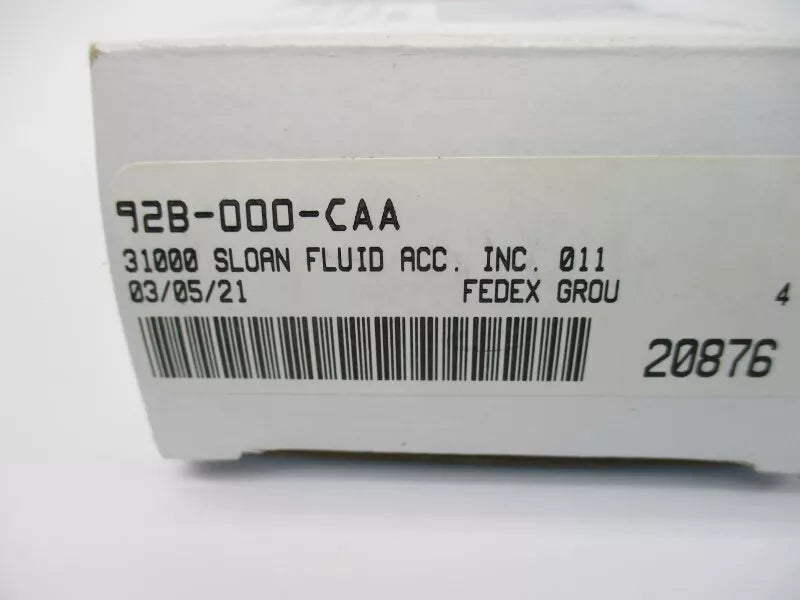 92B-000-CAA
31000 SLOAN FLUID ACC. INC. 011
03/05/21 FEDEX GROU 4
20876